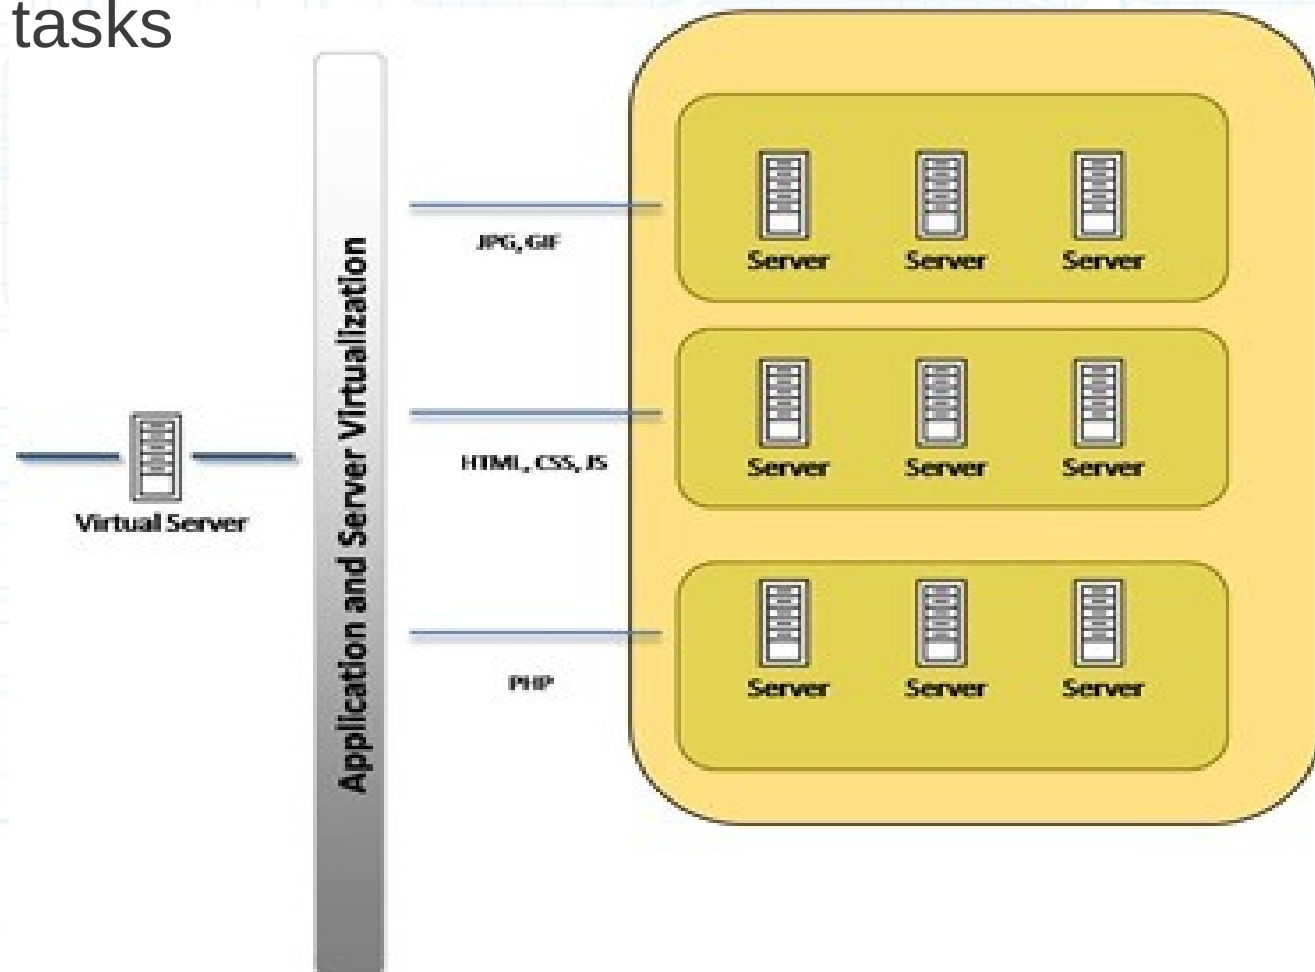 tasks
JPG, GIF
Server Server Server
Application and Server Virtualization
HTML, CSS, JS
Server Server Server
Virtual Server
PHP
Server Server Server